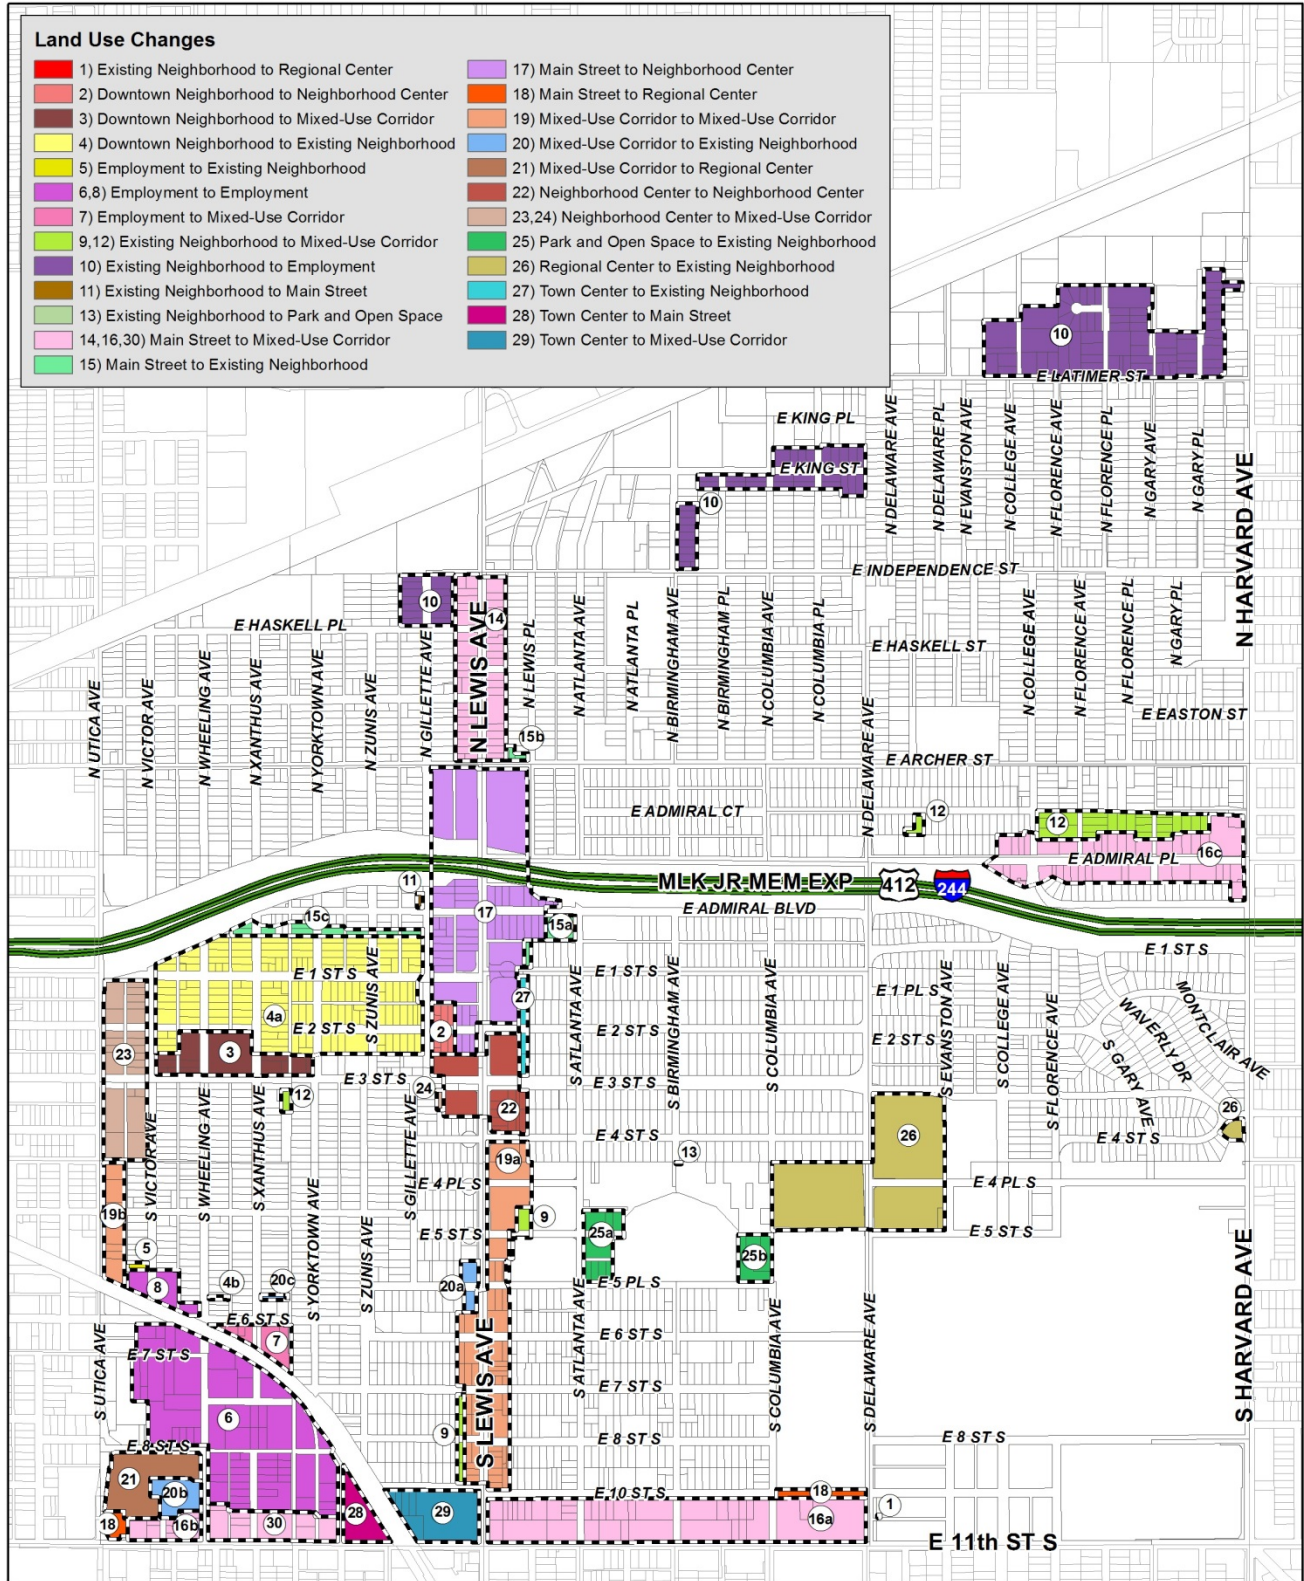 Land Use Changes
1) Existing Neighborhood to Regional Center
2) Downtown Neighborhood to Neighborhood Center
3) Downtown Neighborhood to Mixed-Use Corridor
4) Downtown Neighborhood to Existing Neighborhood
5) Employment to Existing Neighborhood
6,8) Employment to Employment
7) Employment to Mixed-Use Corridor
9,12) Existing Neighborhood to Mixed-Use Corridor
10) Existing Neighborhood to Employment
11) Existing Neighborhood to Main Street
13) Existing Neighborhood to Park and Open Space
14,16,30) Main Street to Mixed-Use Corridor
15) Main Street to Existing Neighborhood
17) Main Street to Neighborhood Center
18) Main Street to Regional Center
19) Mixed-Use Corridor to Mixed-Use Corridor
20) Mixed-Use Corridor to Existing Neighborhood
21) Mixed-Use Corridor to Regional Center
22) Neighborhood Center to Neighborhood Center
23,24) Neighborhood Center to Mixed-Use Corridor
25) Park and Open Space to Existing Neighborhood
26) Regional Center to Existing Neighborhood
27) Town Center to Existing Neighborhood
28) Town Center to Main Street
29) Town Center to Mixed-Use Corridor
10
E LATIMER ST
E KING PL
E KING ST
10
N DELAWARE AVE
N DELAWARE PL
N EVANSTON AVE
N COLLEGE AVE
N FLORENCE AVE
N FLORENCE PL
N GARY AVE
N GARY PL
N HARVARD AVE
E INDEPENDENCE ST
10
14
E HASKELL PL
E HASKELL ST
N UTICA AVE
N VICTOR AVE
N WHEELING AVE
N XANTHUS AVE
N YORKTOWN AVE
N ZUNIS AVE
N GILLETTE AVE
N LEWIS AVE
N LEWIS PL
N ATLANTA AVE
N ATLANTA PL
N BIRMINGHAM AVE
N BIRMINGHAM PL
N COLUMBIA AVE
N COLUMBIA PL
N DELAWARE AVE
N COLLEGE AVE
N FLORENCE AVE
N FLORENCE PL
N GARY PL
E EASTON ST
15b
E ARCHER ST
E ADMIRAL CT
12
12
E ADMIRAL PL
16c
MLK JR MEM EXP
412
244
11
E ADMIRAL BLVD
17
15a
15c
E 1 ST S
E 1 ST S
E 1 ST S
E 1 PL S
27
4a
E 2 ST S
S ZUNIS AVE
2
E 2 ST S
E 2 ST S
23
3
E 3 ST S
E 3 ST S
12
24
22
S ATLANTA AVE
S BIRMINGHAM AVE
S COLUMBIA AVE
S EVANSTON AVE
S COLLEGE AVE
S FLORENCE AVE
S GARY AVE
WAVERLY DR
MONTCLAIR AVE
26
26
E 4 ST S
E 4 ST S
13
19a
E 4 PL S
E 4 PL S
S VICTOR AVE
S WHEELING AVE
S XANTHUS AVE
S YORKTOWN AVE
S ZUNIS AVE
S GILLETTE AVE
19b
9
E 5 ST S
E 5 ST S
25a
25b
5
8
4b
20c
20a
E 5 PL S
E 6 ST S
E 6 ST S
7
E 7 ST S
E 7 ST S
S UTICA AVE
6
9
S LEWIS AVE
S ATLANTA AVE
S COLUMBIA AVE
S DELAWARE AVE
S HARVARD AVE
E 8 ST S
E 8 ST S
E 8 ST S
21
20b
E 10 ST S
18
1
18
16b
30
28
29
16a
E 11th ST S